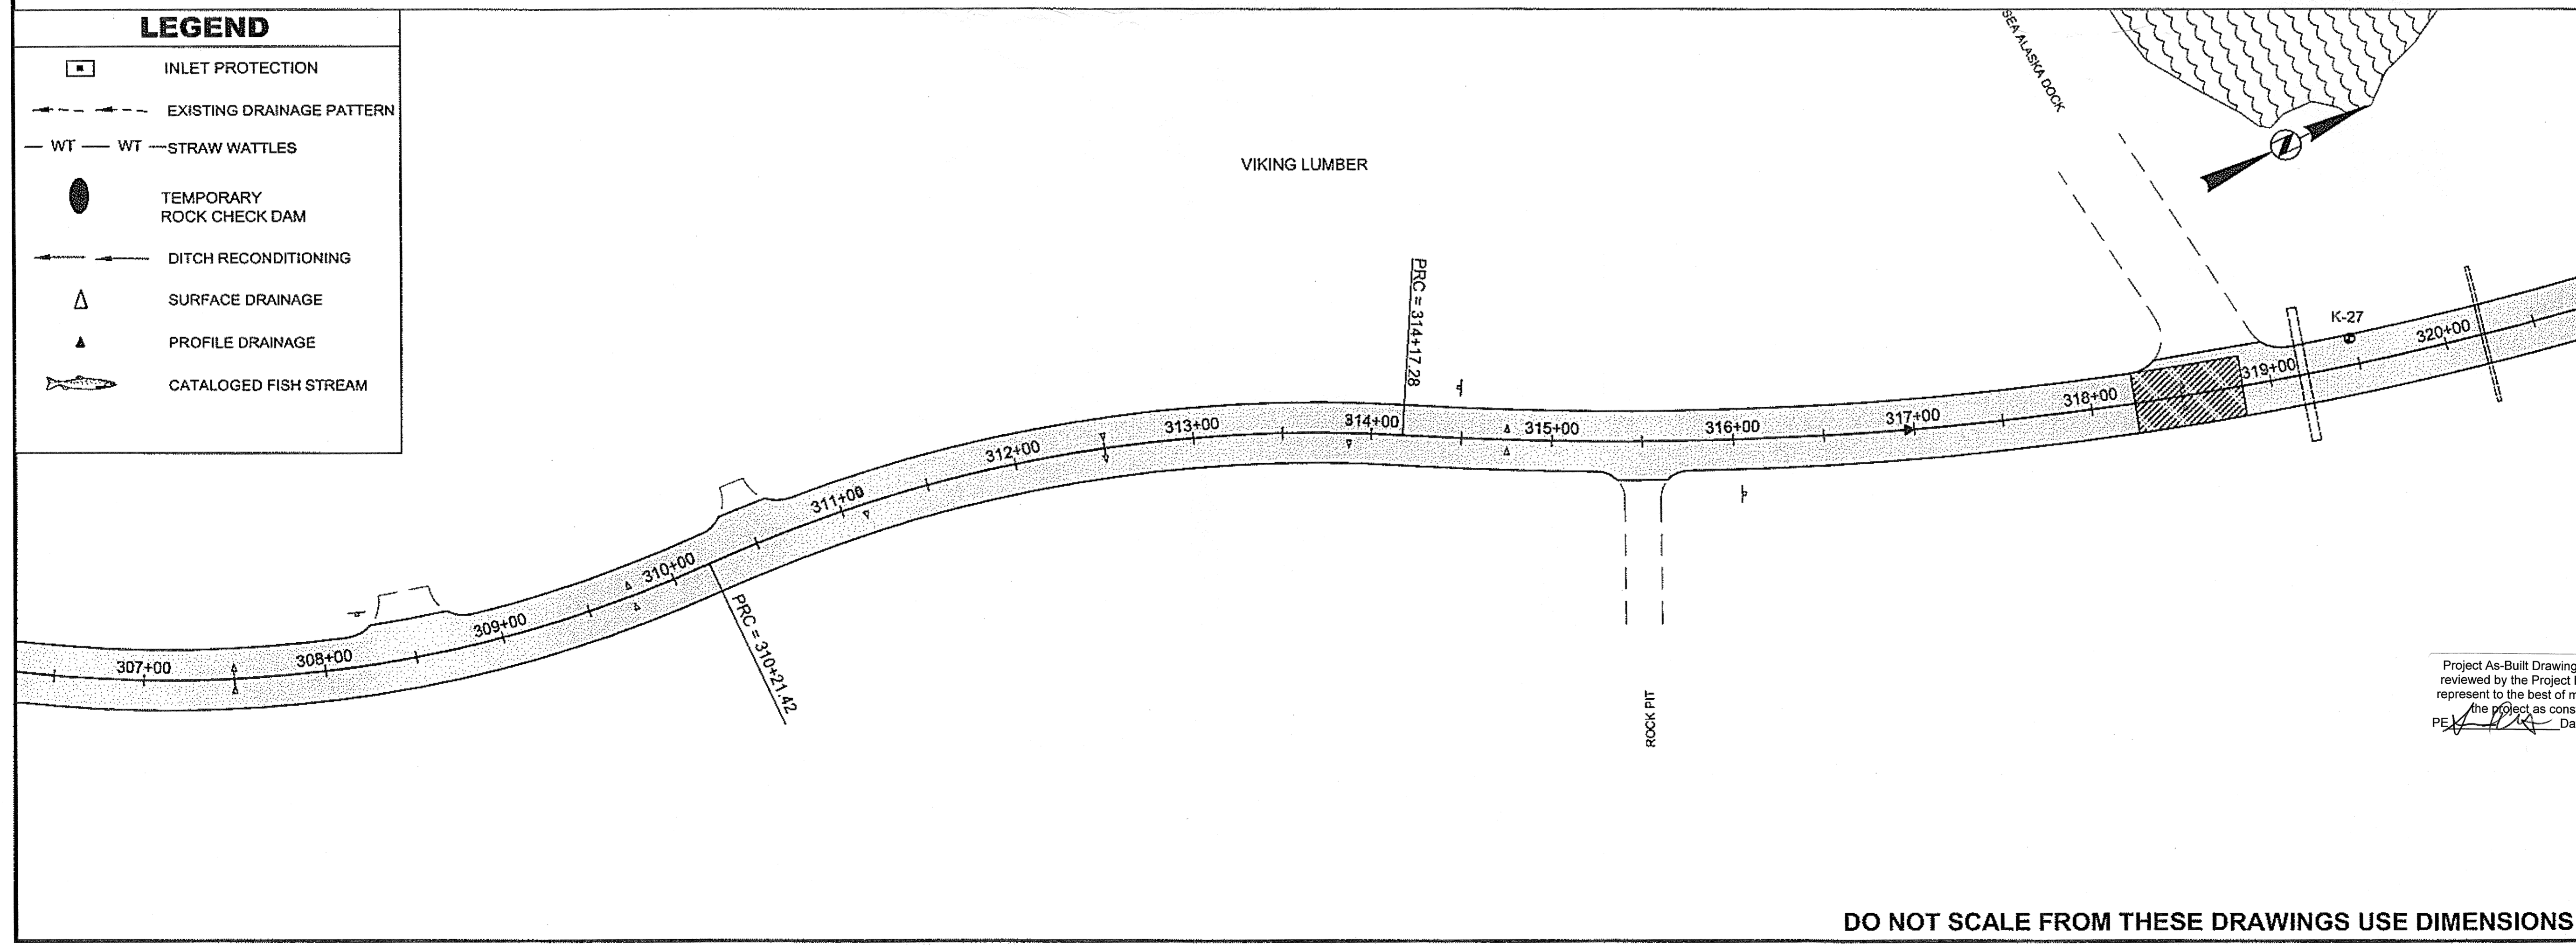 LEGEND
INLET PROTECTION
EXISTING DRAINAGE PATTERN
WT WT STRAW WATTLES
TEMPORARY
ROCK CHECK DAM
DITCH RECONDITIONING
SURFACE DRAINAGE
PROFILE DRAINAGE
CATALOGED FISH STREAM
VIKING LUMBER
SEA ALASKA DOCK
N
K-27
PRC = 314+17.28
PRC = 310+21.42
307+00
308+00
309+00
310+00
311+00
312+00
313+00
314+00
315+00
316+00
317+00
318+00
319+00
320+00
ROCK PIT
Project As-Built Drawing
reviewed by the Project
represent to the best of m
the project as cons
PE Da
DO NOT SCALE FROM THESE DRAWINGS USE DIMENSIONS